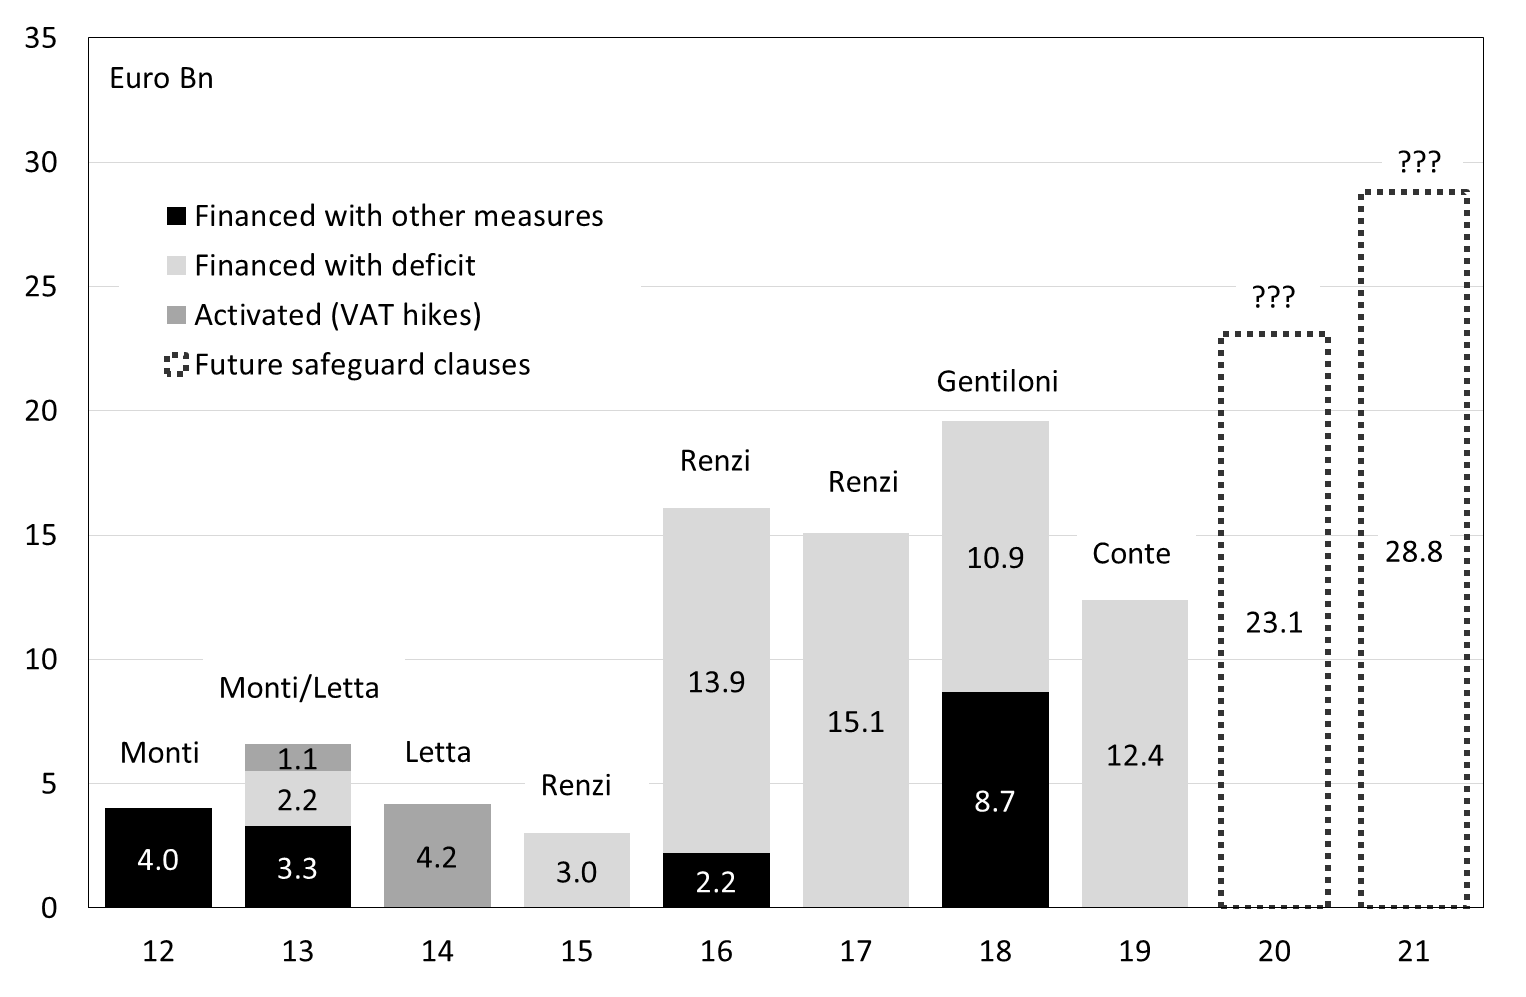 35
Euro Bn
30
???
Financed with other measures
Financed with deficit
25
???
Activated (VAT hikes)
Future safeguard clauses
Gentiloni
20
Renzi
Renzi
15
10.9
Conte
28.8
23.1
10
Monti/Letta
13.9
15.1
12.4
Monti
1.1
Letta
5
2.2
Renzi
8.7
4.0
3.3
4.2
3.0
2.2
0
12 13 14 15 16 17 18 19 20 21